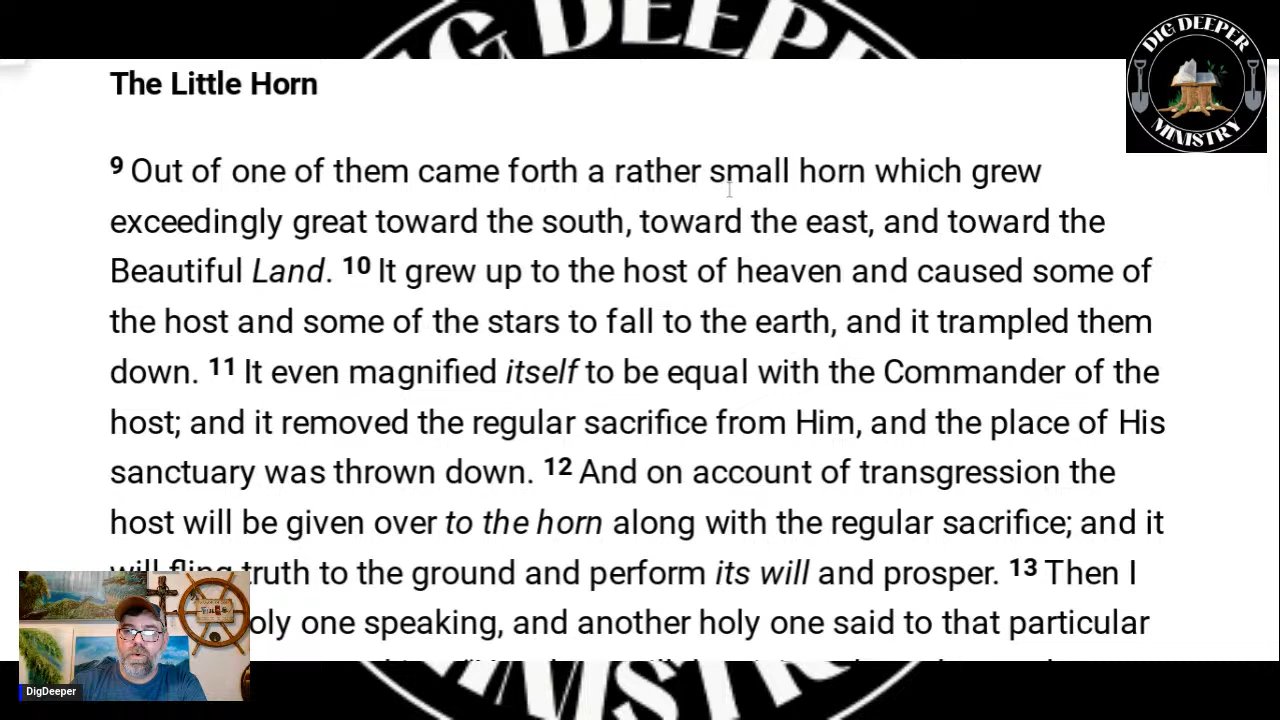 DIG DEEPER
DIG DEEPER
MINISTRY
The Little Horn
9 Out of one of them came forth a rather small horn which grew
exceedingly great toward the south, toward the east, and toward the
Beautiful Land. 10 It grew up to the host of heaven and caused some of
the host and some of the stars to fall to the earth, and it trampled them
down. 11 It even magnified itself to be equal with the Commander of the
host; and it removed the regular sacrifice from Him, and the place of His
sanctuary was thrown down. 12 And on account of transgression the
host will be given over to the horn along with the regular sacrifice; and it
will fling truth to the ground and perform its will and prosper. 13 Then I
one speaking, and another holy one said to that particular
DigDeeper